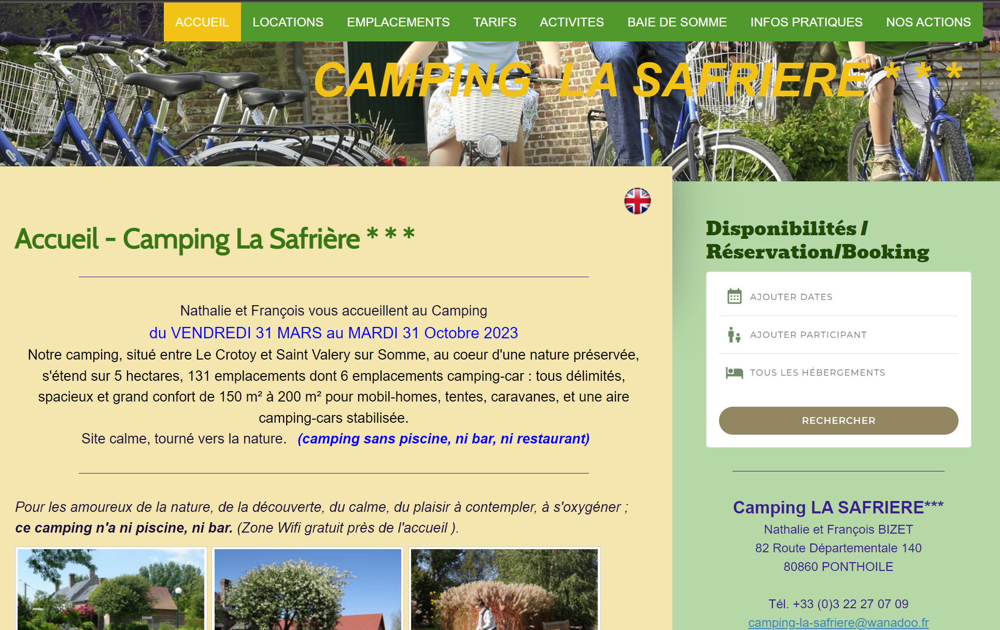 ACCUEIL LOCATIONS EMPLACEMENTS TARIFS ACTIVITES BAIE DE SOMME INFOS PRATIQUES NOS ACTIONS
CAMPING LA SAFRIERE * * *
Accueil - Camping La Safrière * * *
Nathalie et François vous accueillent au Camping
du VENDREDI 31 MARS au MARDI 31 Octobre 2023
Notre camping, situé entre Le Crotoy et Saint Valery sur Somme, au coeur d'une nature préservée,
s'étend sur 5 hectares, 131 emplacements dont 6 emplacements camping-car : tous délimités,
spacieux et grand confort de 150 m² à 200 m² pour mobil-homes, tentes, caravanes, et une aire
camping-cars stabilisée.
Site calme, tourné vers la nature. (camping sans piscine, ni bar, ni restaurant)
Pour les amoureux de la nature, de la découverte, du calme, du plaisir à contempler, à s'oxygéner ;
ce camping n'a ni piscine, ni bar. (Zone Wifi gratuit près de l'accueil ).
Disponibilités /
Réservation/Booking
AJOUTER DATES
AJOUTER PARTICIPANT
TOUS LES HÉBERGEMENTS
RECHERCHER
Camping LA SAFRIERE***
Nathalie et François BIZET
82 Route Départementale 140
80860 PONTHOILE
Tél. +33 (0)3 22 27 07 09
camping-la-safriere@wanadoo.fr